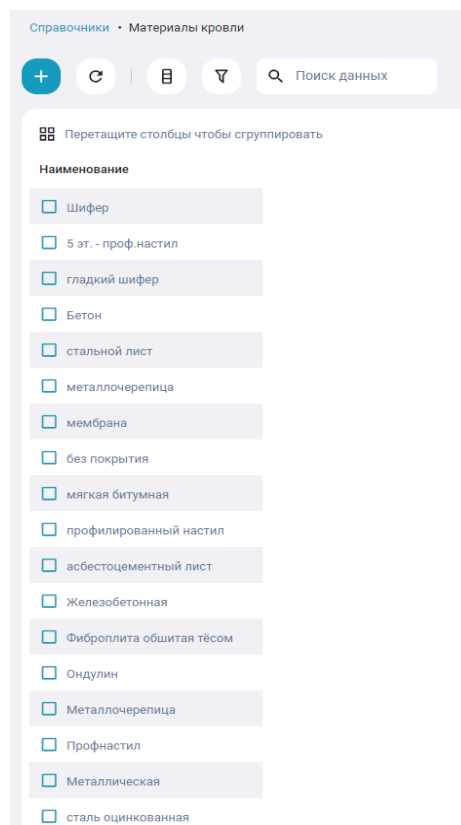 Справочники • Материалы кровли
Поиск данных
Перетащите столбцы чтобы сгруппировать
Наименование
Шифер
5 эт. - проф.настил
гладкий шифер
Бетон
стальной лист
металлочерепица
мембрана
без покрытия
мягкая битумная
профилированный настил
асбестоцементный лист
Железобетонная
Фиброплита обшитая тёсом
Ондулин
Металлочерепица
Профнастил
Металлическая
сталь оцинкованная